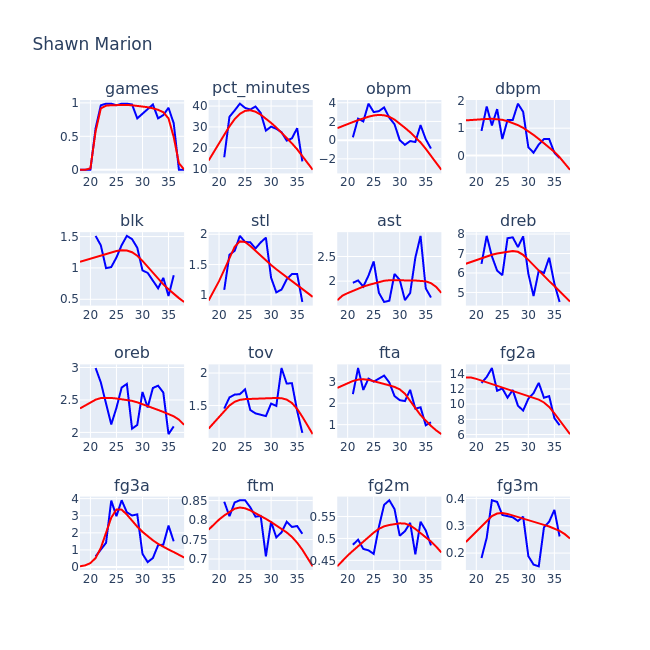 Shawn Marion
games pct_minutes obpm dbpm
1 0.5 0 20 25 30 35
40 30 20 10 20 25 30 35
4 2 0 −2 20 25 30 35
2 1 0 20 25 30 35
blk stl ast dreb
1.5 1 0.5 20 25 30 35
2 1.5 1 20 25 30 35
2.5 2 20 25 30 35
8 7 6 5 20 25 30 35
oreb tov fta fg2a
3 2.5 2 20 25 30 35
2 1.5 20 25 30 35
3 2 1 20 25 30 35
14 12 10 8 6 20 25 30 35
fg3a ftm fg2m fg3m
4 3 2 1 0 20 25 30 35
0.85 0.8 0.75 0.7 20 25 30 35
0.55 0.5 0.45 20 25 30 35
0.4 0.3 0.2 20 25 30 35